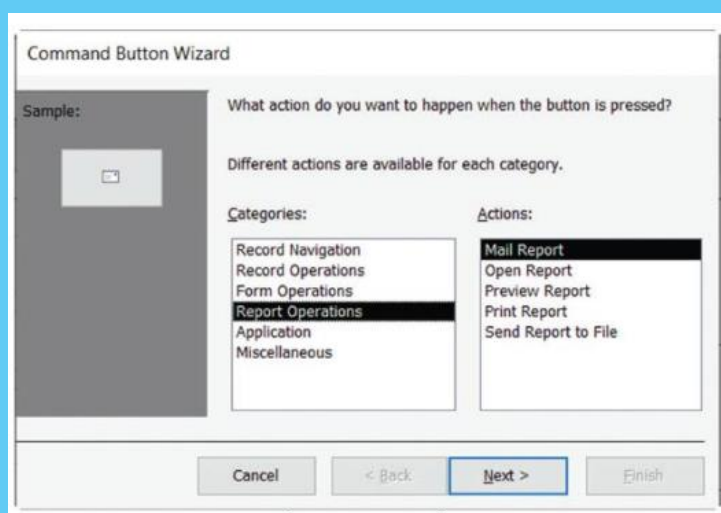 Command Button Wizard
Sample:
What action do you want to happen when the button is pressed?
Different actions are available for each category.
Categories:
Record Navigation
Record Operations
Form Operations
Report Operations
Application
Miscellaneous
Actions:
Mail Report
Open Report
Preview Report
Print Report
Send Report to File
Cancel
< Back
Next >
Finish